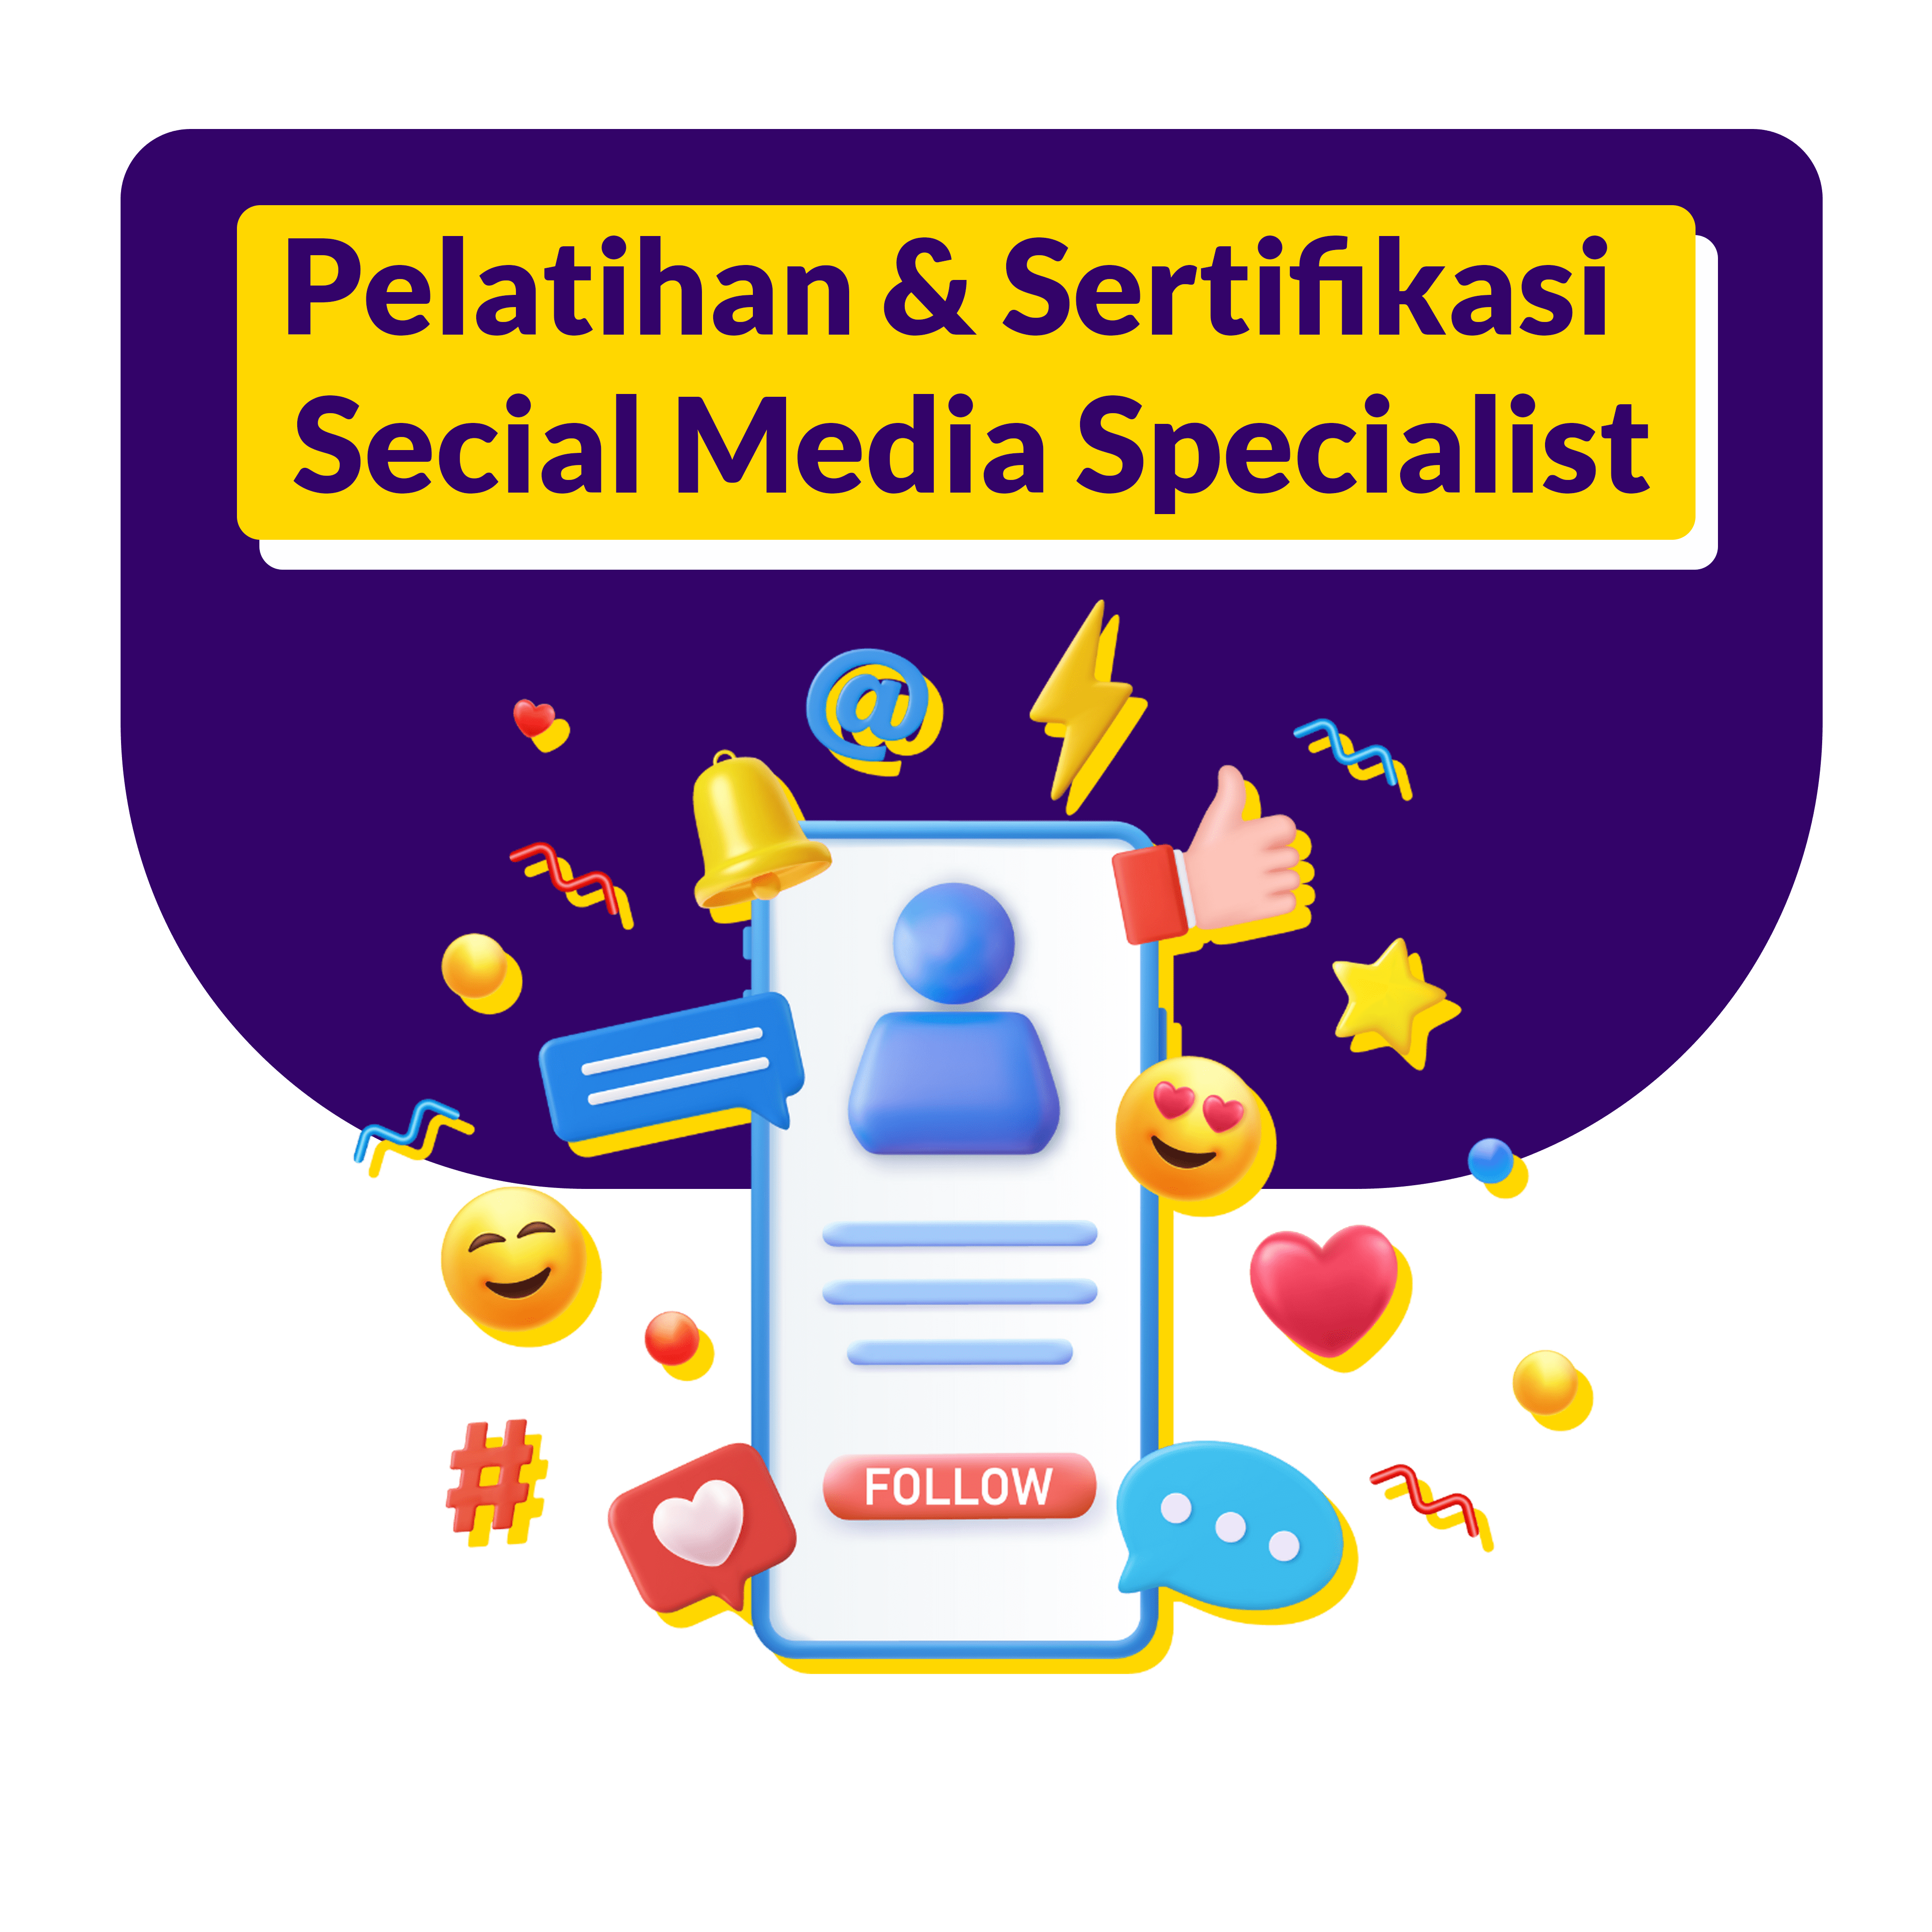 Pelatihan & Sertifikasi
Secial Media Specialist
@
#
FOLLOW